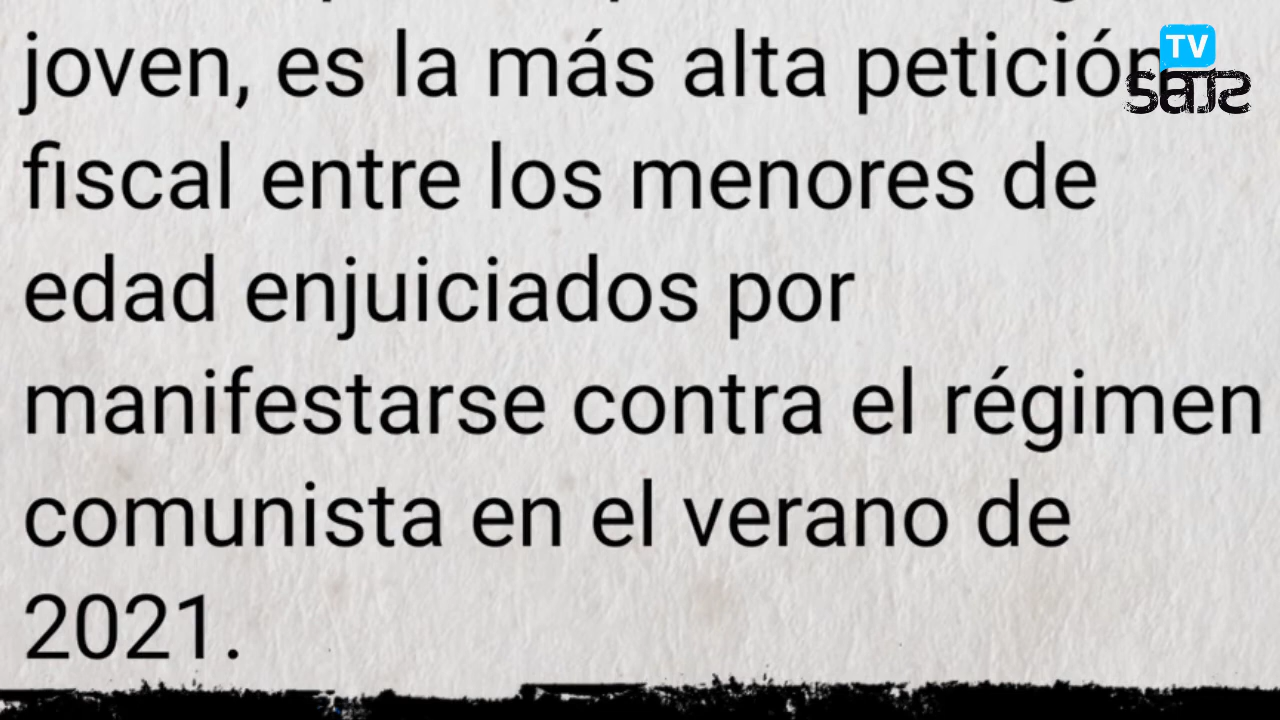 joven, es la más alta petición
fiscal entre los menores de
edad enjuiciados por
manifestarse contra el régimen
comunista en el verano de
2021.
TV